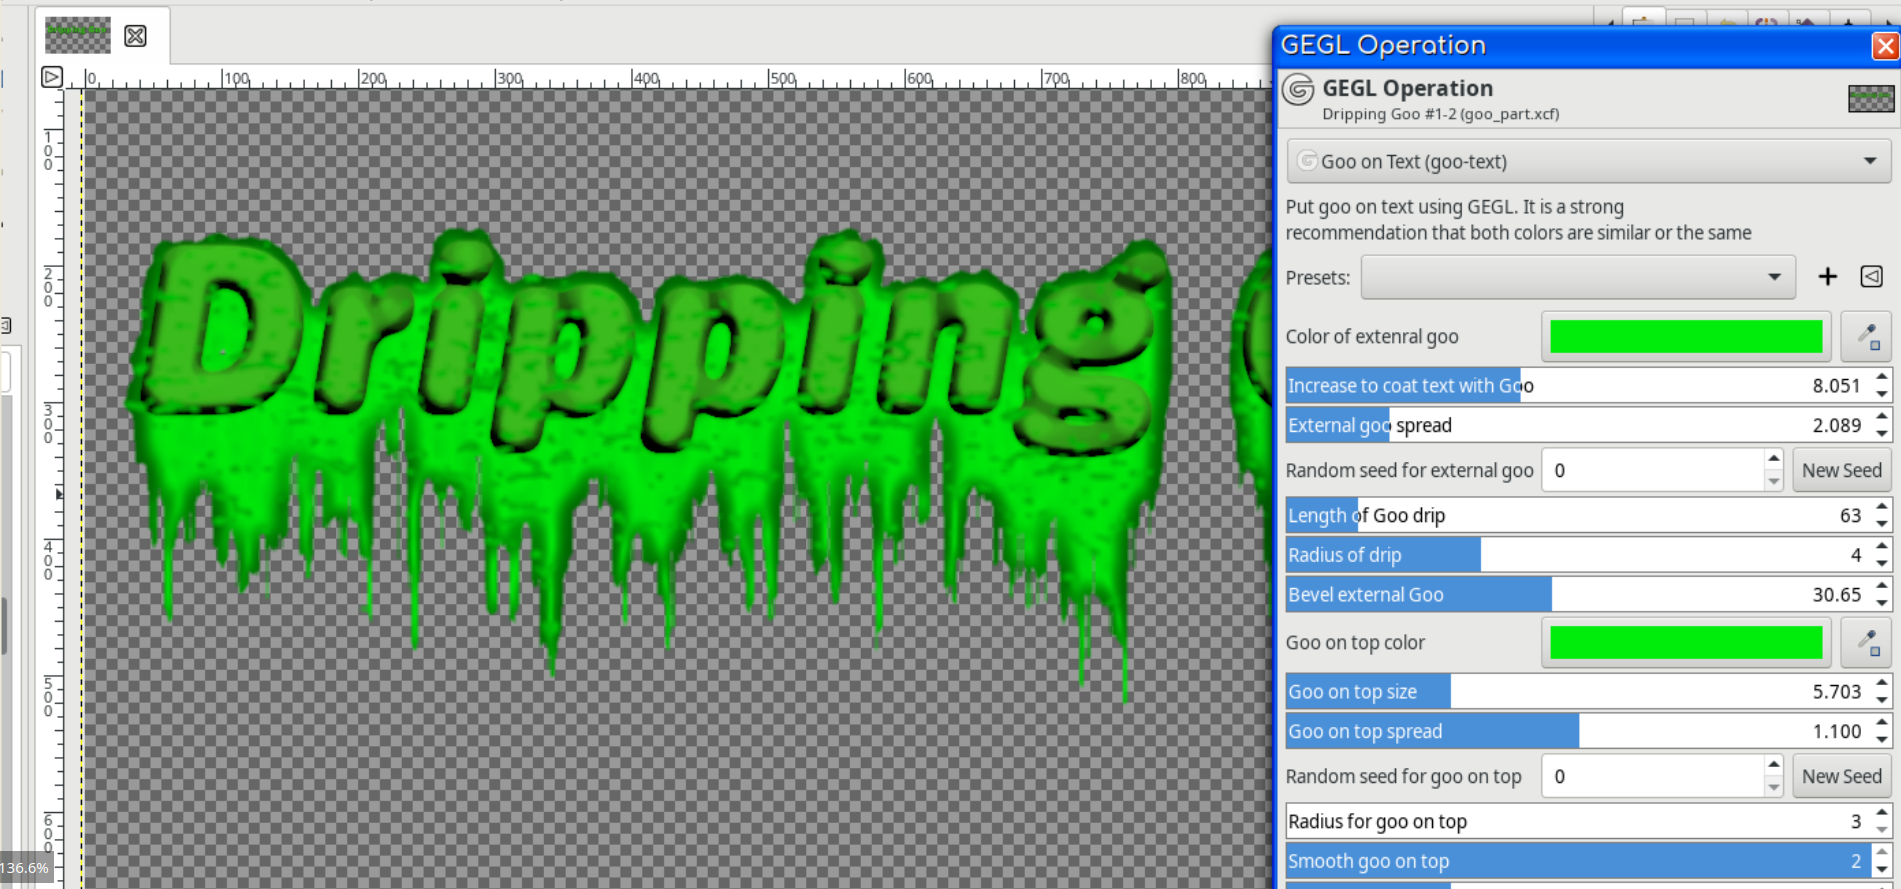 GEGL Operation
0 100 200 300 400 500 600 700 800
GEGL Operation
Dripping Goo #1-2 (goo_part.xcf)
Goo on Text (goo-text)
100
Put goo on text using GEGL. It is a strong
recommendation that both colors are similar or the same
Dripping
Presets:
200
Color of extenral goo
Increase to coat text with Goo 8.051
300
External goo spread 2.089
Random seed for external goo 0 New Seed
Length of Goo drip 63
400
Radius of drip 4
Bevel external Goo 30.65
Goo on top color
500
Goo on top size 5.703
Goo on top spread 1.100
Random seed for goo on top 0 New Seed
600
Radius for goo on top 3
Smooth goo on top 2
136.6%